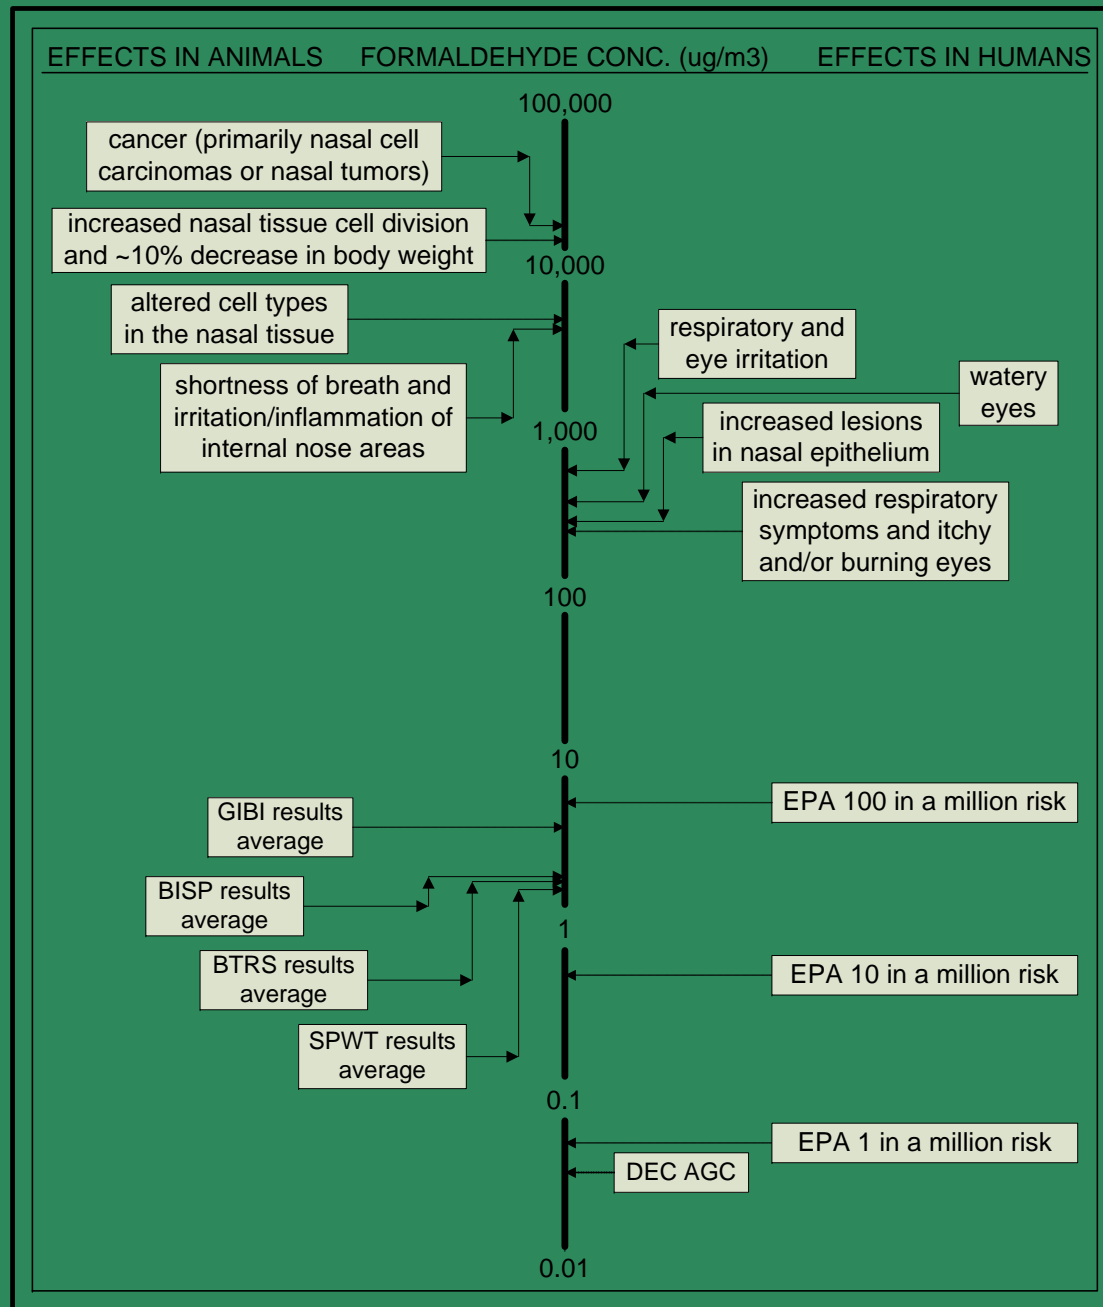 EFFECTS IN ANIMALS FORMALDEHYDE CONC. (ug/m3) EFFECTS IN HUMANS
100,000
cancer (primarily nasal cell
carcinomas or nasal tumors)
increased nasal tissue cell division
and ~10% decrease in body weight
10,000
altered cell types
in the nasal tissue
respiratory and
eye irritation
shortness of breath and
irritation/inflammation of
internal nose areas
watery
eyes
1,000
increased lesions
in nasal epithelium
increased respiratory
symptoms and itchy
and/or burning eyes
100
10
EPA 100 in a million risk
GIBI results
average
BISP results
average
1
BTRS results
average
EPA 10 in a million risk
SPWT results
average
0.1
EPA 1 in a million risk
DEC AGC
0.01